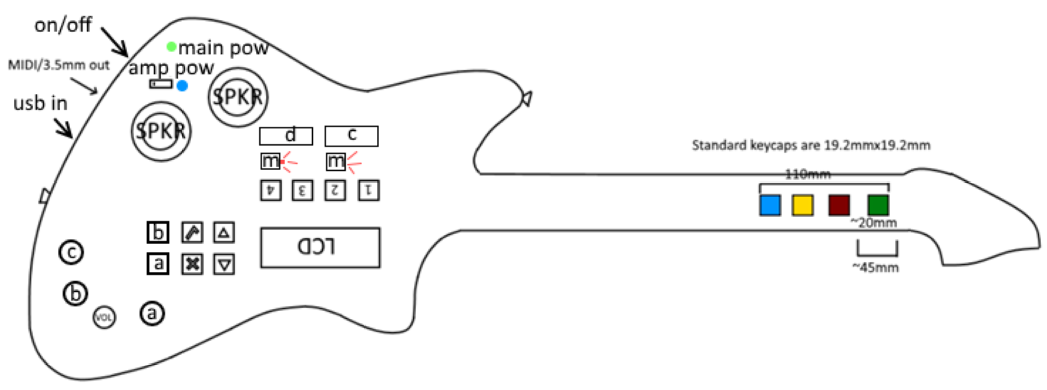 on/off
main pow
MIDI/3.5mm out
amp pow
usb in
SPKR
SPKR
d
c
m
m
4
3
2
1
Standard keycaps are 19.2mmx19.2mm
110mm
~20mm
~45mm
b
a
LCD
c
b
VOL
a